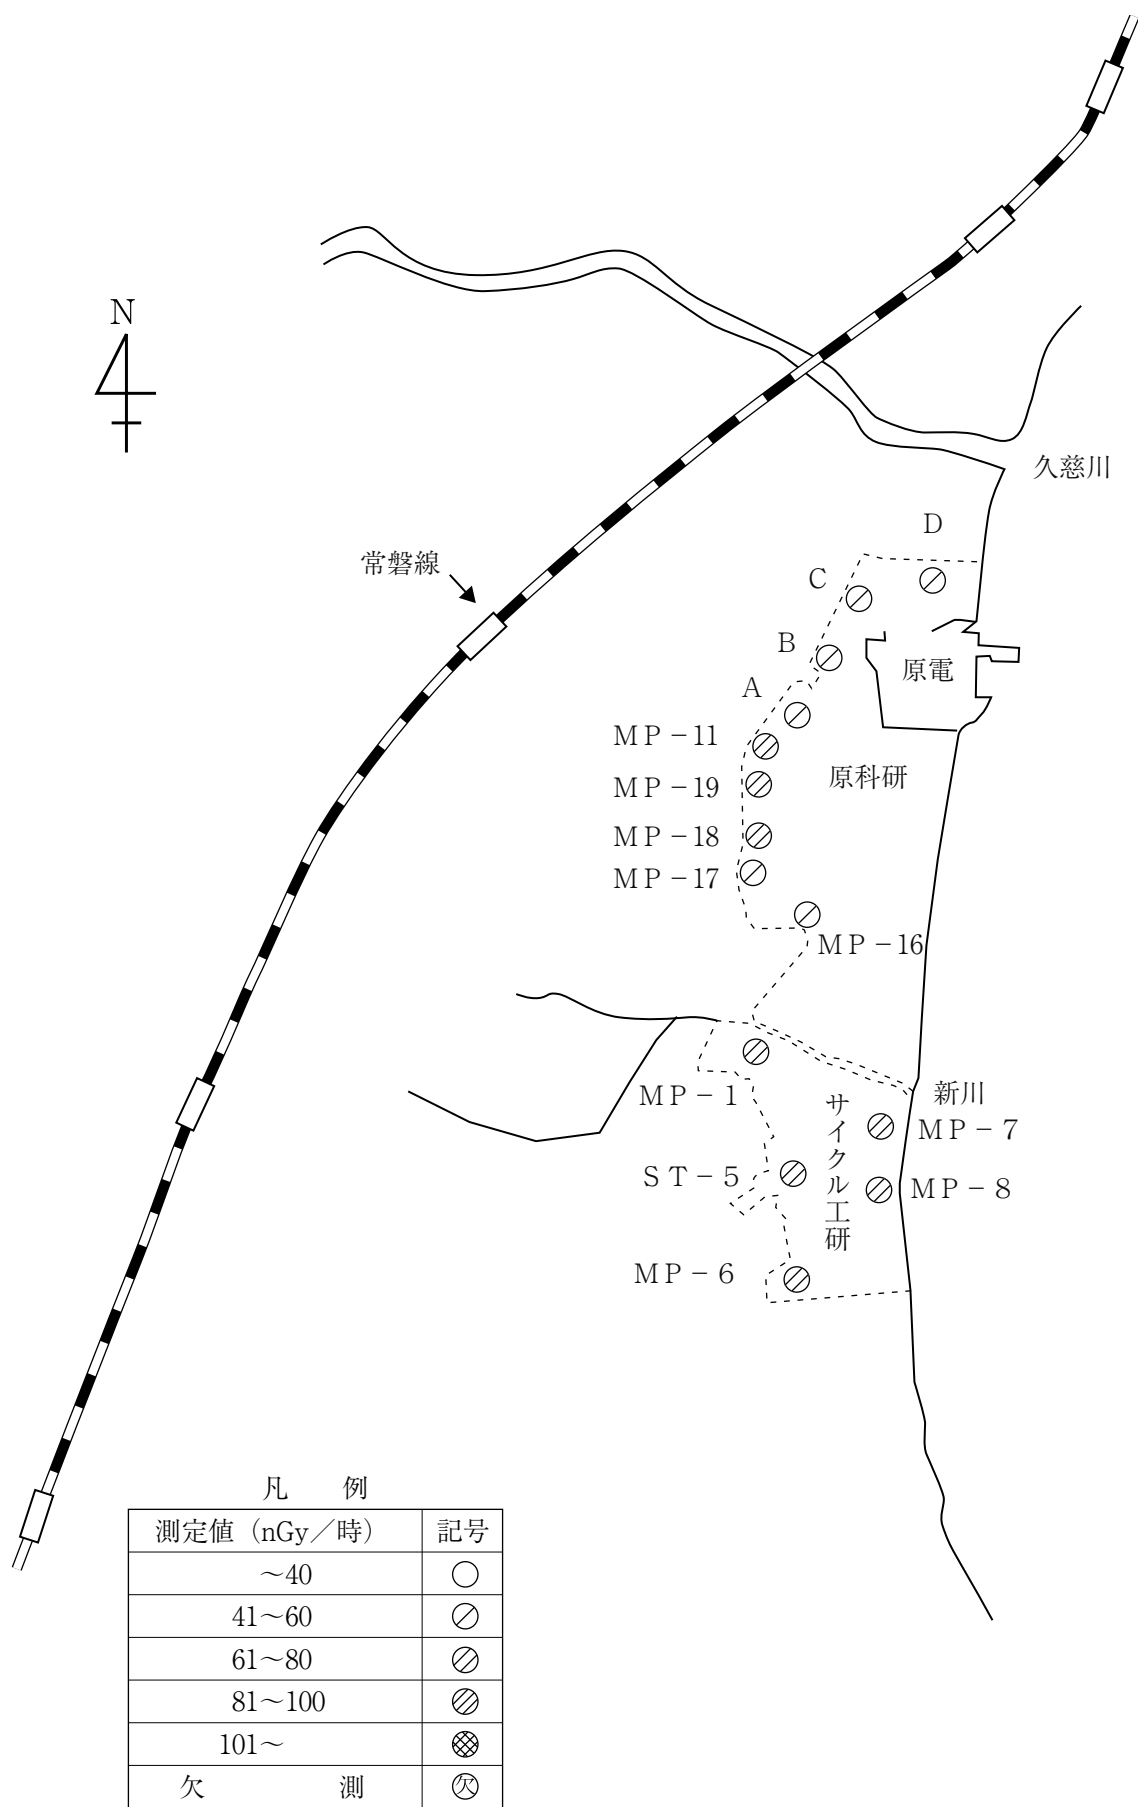 N
久慈川
D
常磐線
C
B
原電
A
MP-11
原科研
MP-19
MP-18
MP-17
MP-16
新川
MP-1
サイクル工研
MP-7
ST-5
MP-8
MP-6
凡 例
測定値（nGy／時） 記号
～40
41～60
61～80
81～100
101～
欠 測 欠